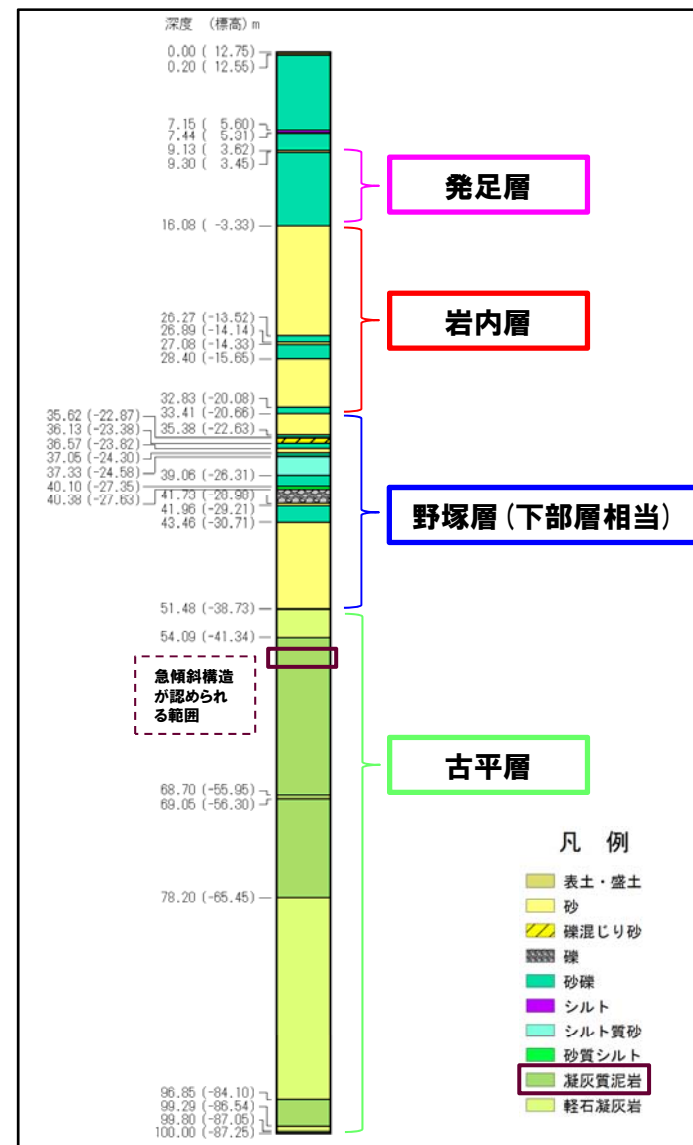 深度 (標高) m
0.00 ( 12.75)
0.20 ( 12.55)
7.15 ( 5.60)
7.44 ( 5.31)
9.13 ( 3.62)
9.30 ( 3.45)
16.08 ( -3.33)
26.27 (-13.52)
26.89 (-14.14)
27.08 (-14.33)
28.40 (-15.65)
32.83 (-20.08)
33.41 (-20.66)
35.38 (-22.63)
35.62 (-22.87)
36.13 (-23.38)
36.57 (-23.82)
37.05 (-24.30)
37.33 (-24.58)
39.06 (-26.31)
40.10 (-27.35)
40.38 (-27.63)
41.73 (-28.98)
41.96 (-29.21)
43.46 (-30.71)
51.48 (-38.73)
54.09 (-41.34)
68.70 (-55.95)
69.05 (-56.30)
78.20 (-65.45)
96.85 (-84.10)
99.29 (-86.54)
99.80 (-87.05)
100.00 (-87.25)
発足層
岩内層
野塚層（下部層相当）
古平層
急傾斜構造
が認められ
る範囲
凡 例
表土・盛土
砂
礫混じり砂
礫
砂礫
シルト
シルト質砂
砂質シルト
凝灰質泥岩
軽石凝灰岩